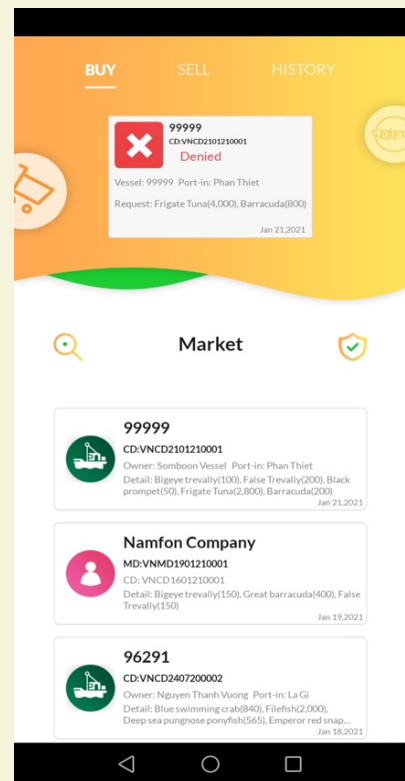 BUY SELL HISTORY
99999
CD:VNCD2101210001
Denied
Vessel: 99999 Port-in: Phan Thiet
Request: Frigate Tuna(4,000), Barracuda(800)
Jan 21,2021
Market
99999
CD:VNCD2101210001
Owner: Somboon Vessel Port-in: Phan Thiet
Detail: Bigeye trevally(100), False Trevally(200), Black
prompet(50), Frigate Tuna(2,800), Barracuda(200)
Jan 21,2021
Namfon Company
MD:VNMD1901210001
CD: VNCD1601210001
Detail: Bigeye trevally(150), Great barracuda(400), False
Trevally(150)
Jan 19,2021
96291
CD:VNCD2407200002
Owner: Nguyen Thanh Vuong Port-in: La Gi
Detail: Blue swimming crab(840), Filefish(2,000),
Deep sea pungnose ponyfish(565), Emperor red snap...
Jan 18,2021